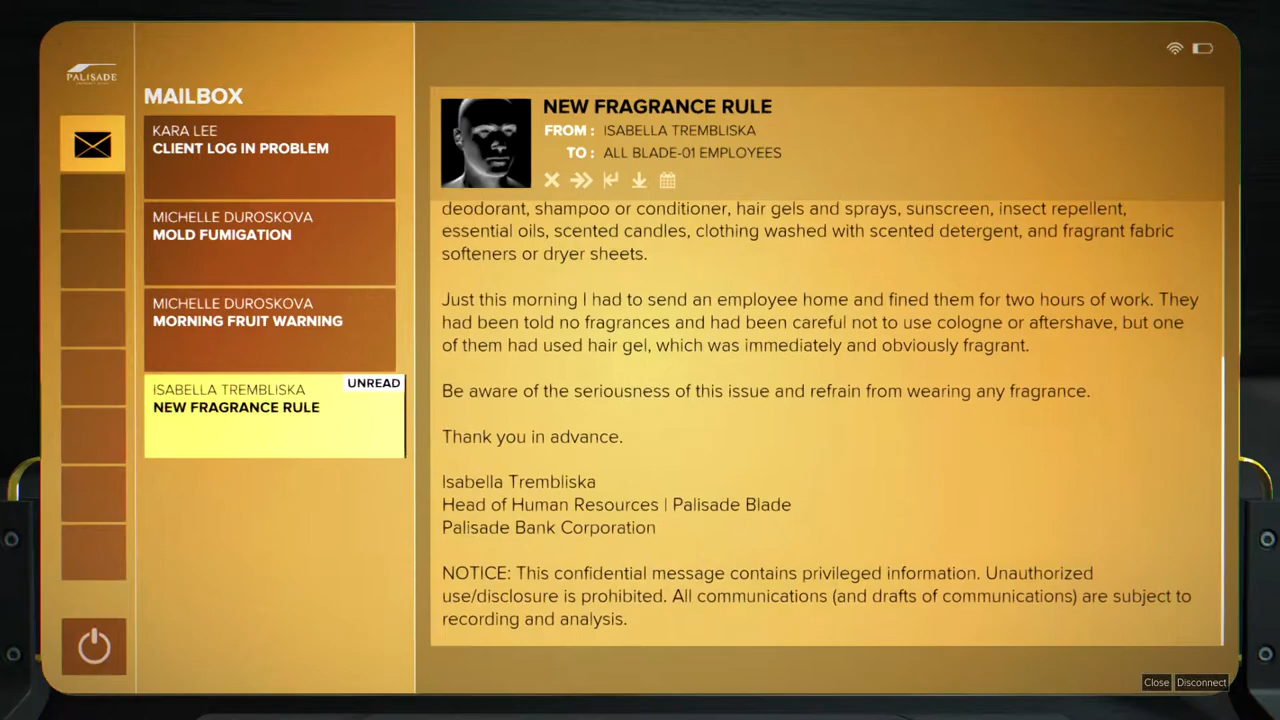 PALISADE
MAILBOX
KARA LEE
CLIENT LOG IN PROBLEM
MICHELLE DUROSKOVA
MOLD FUMIGATION
MICHELLE DUROSKOVA
MORNING FRUIT WARNING
UNREAD
ISABELLA TREMBLISKA
NEW FRAGRANCE RULE
NEW FRAGRANCE RULE
FROM : ISABELLA TREMBLISKA
TO : ALL BLADE-01 EMPLOYEES
deodorant, shampoo or conditioner, hair gels and sprays, sunscreen, insect repellent,
essential oils, scented candles, clothing washed with scented detergent, and fragrant fabric
softeners or dryer sheets.
Just this morning I had to send an employee home and fined them for two hours of work. They
had been told no fragrances and had been careful not to use cologne or aftershave, but one
of them had used hair gel, which was immediately and obviously fragrant.
Be aware of the seriousness of this issue and refrain from wearing any fragrance.
Thank you in advance.
Isabella Trembliska
Head of Human Resources | Palisade Blade
Palisade Bank Corporation
NOTICE: This confidential message contains privileged information. Unauthorized
use/disclosure is prohibited. All communications (and drafts of communications) are subject to
recording and analysis.
Close Disconnect